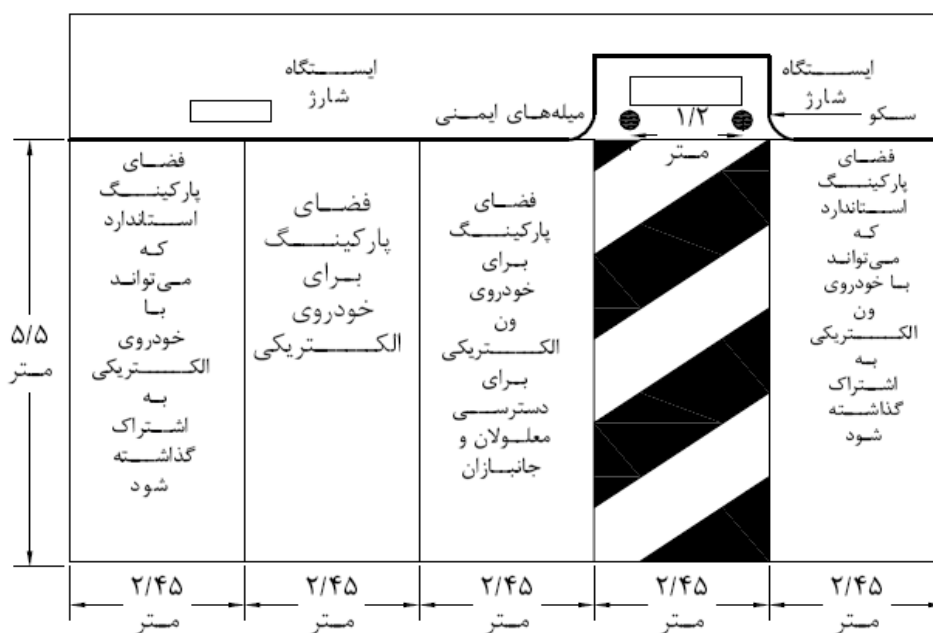 ایستگاه
شارژ
سکو
ایستگاه
شارژ
میله‌های ایمنی
۱/۲
متر
فضای
پارکینگ
استاندارد
که
می‌تواند
با خودروی
ون
الکتریکی
به
اشتراک
گذاشته
شود
فضای
پارکینگ
برای
خودروی
ون
الکتریکی
برای
دسترسی
معلولان و
جانبازان
فضای
پارکینگ
برای
خودروی
الکتریکی
فضای
پارکینگ
استاندارد
که
می‌تواند
با
خودروی
الکتریکی
به
اشتراک
گذاشته
شود
۵/۵
متر
۲/۴۵
متر
۲/۴۵
متر
۲/۴۵
متر
۲/۴۵
متر
۲/۴۵
متر